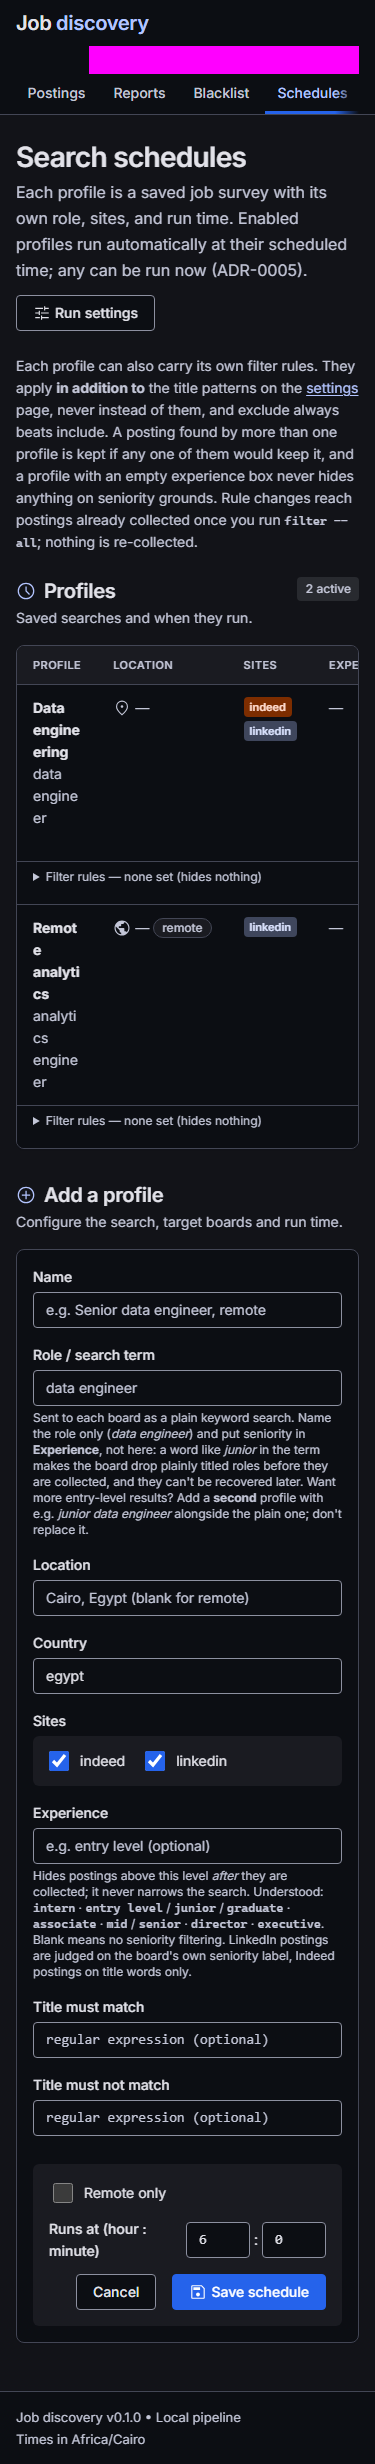 Job discovery
Postings Reports Blacklist Schedules
Search schedules
Each profile is a saved job survey with its
own role, sites, and run time. Enabled
profiles run automatically at their scheduled
time; any can be run now (ADR-0005).
Run settings
Each profile can also carry its own filter rules. They
apply in addition to the title patterns on the settings
page, never instead of them, and exclude always
beats include. A posting found by more than one
profile is kept if any one of them would keep it, and
a profile with an empty experience box never hides
anything on seniority grounds. Rule changes reach
postings already collected once you run filter --
all; nothing is re-collected.
Profiles 2 active
Saved searches and when they run.
PROFILE LOCATION SITES EXPE
Data — indeed —
engine linkedin
ering
data
engine
er
Filter rules — none set (hides nothing)
Remot — remote linkedin —
e
analyti
cs
analyti
cs
engine
er
Filter rules — none set (hides nothing)
Add a profile
Configure the search, target boards and run time.
Name
e.g. Senior data engineer, remote
Role / search term
data engineer
Sent to each board as a plain keyword search. Name
the role only (data engineer) and put seniority in
Experience, not here: a word like junior in the term
makes the board drop plainly titled roles before they
are collected, and they can't be recovered later. Want
more entry-level results? Add a second profile with
e.g. junior data engineer alongside the plain one; don't
replace it.
Location
Cairo, Egypt (blank for remote)
Country
egypt
Sites
indeed linkedin
Experience
e.g. entry level (optional)
Hides postings above this level after they are
collected; it never narrows the search. Understood:
intern · entry level / junior / graduate ·
associate · mid / senior · director · executive.
Blank means no seniority filtering. LinkedIn postings
are judged on the board's own seniority label, Indeed
postings on title words only.
Title must match
regular expression (optional)
Title must not match
regular expression (optional)
Remote only
Runs at (hour : 6 : 0
minute)
Cancel Save schedule
Job discovery v0.1.0 • Local pipeline
Times in Africa/Cairo